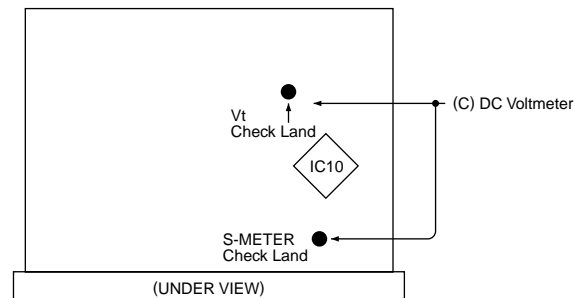 (C) DC Voltmeter
Vt
Check Land
IC10
S-METER
Check Land
(UNDER VIEW)